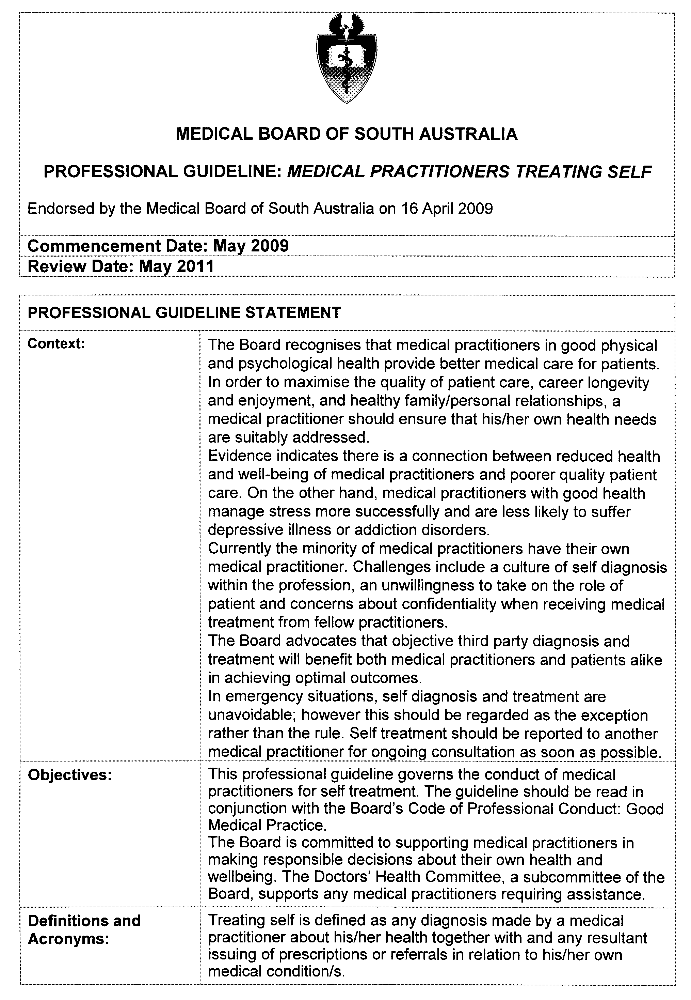 MEDICAL BOARD OF SOUTH AUSTRALIA
PROFESSIONAL GUIDELINE: MEDICAL PRACTITIONERS TREATING SELF
Endorsed by the Medical Board of South Australia on 16 April 2009
Commencement Date: May 2009
Review Date: May 2011
PROFESSIONAL GUIDELINE STATEMENT
Context:
The Board recognises that medical practitioners in good physical
and psychological health provide better medical care for patients.
In order to maximise the quality of patient care, career longevity
and enjoyment, and healthy family/personal relationships, a
medical practitioner should ensure that his/her own health needs
are suitably addressed.
Evidence indicates there is a connection between reduced health
and well-being of medical practitioners and poorer quality patient
care. On the other hand, medical practitioners with good health
manage stress more successfully and are less likely to suffer
depressive illness or addiction disorders.
Currently the minority of medical practitioners have their own
medical practitioner. Challenges include a culture of self diagnosis
within the profession, an unwillingness to take on the role of
patient and concerns about confidentiality when receiving medical
treatment from fellow practitioners.
The Board advocates that objective third party diagnosis and
treatment will benefit both medical practitioners and patients alike
in achieving optimal outcomes.
In emergency situations, self diagnosis and treatment are
unavoidable; however this should be regarded as the exception
rather than the rule. Self treatment should be reported to another
medical practitioner for ongoing consultation as soon as possible.
Objectives:
This professional guideline governs the conduct of medical
practitioners for self treatment. The guideline should be read in
conjunction with the Board's Code of Professional Conduct: Good
Medical Practice.
The Board is committed to supporting medical practitioners in
making responsible decisions about their own health and
wellbeing. The Doctors' Health Committee, a subcommittee of the
Board, supports any medical practitioners requiring assistance.
Definitions and
Acronyms:
Treating self is defined as any diagnosis made by a medical
practitioner about his/her health together with and any resultant
issuing of prescriptions or referrals in relation to his/her own
medical condition/s.